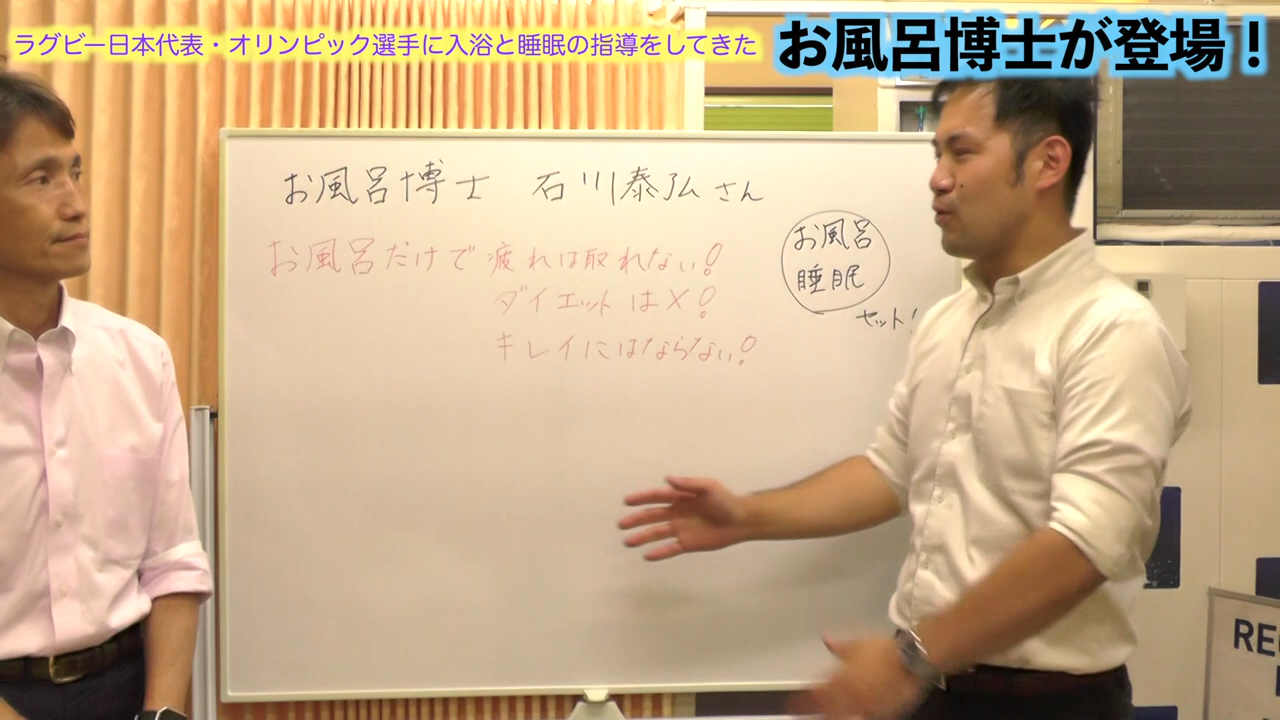 ラグビー日本代表・オリンピック選手に入浴と睡眠の指導をしてきた
お風呂博士が登場！
お風呂博士 石川泰弘さん
お風呂だけで疲れは取れない！
ダイエットは×！
キレイにはならない！
お風呂
睡眠
セット！